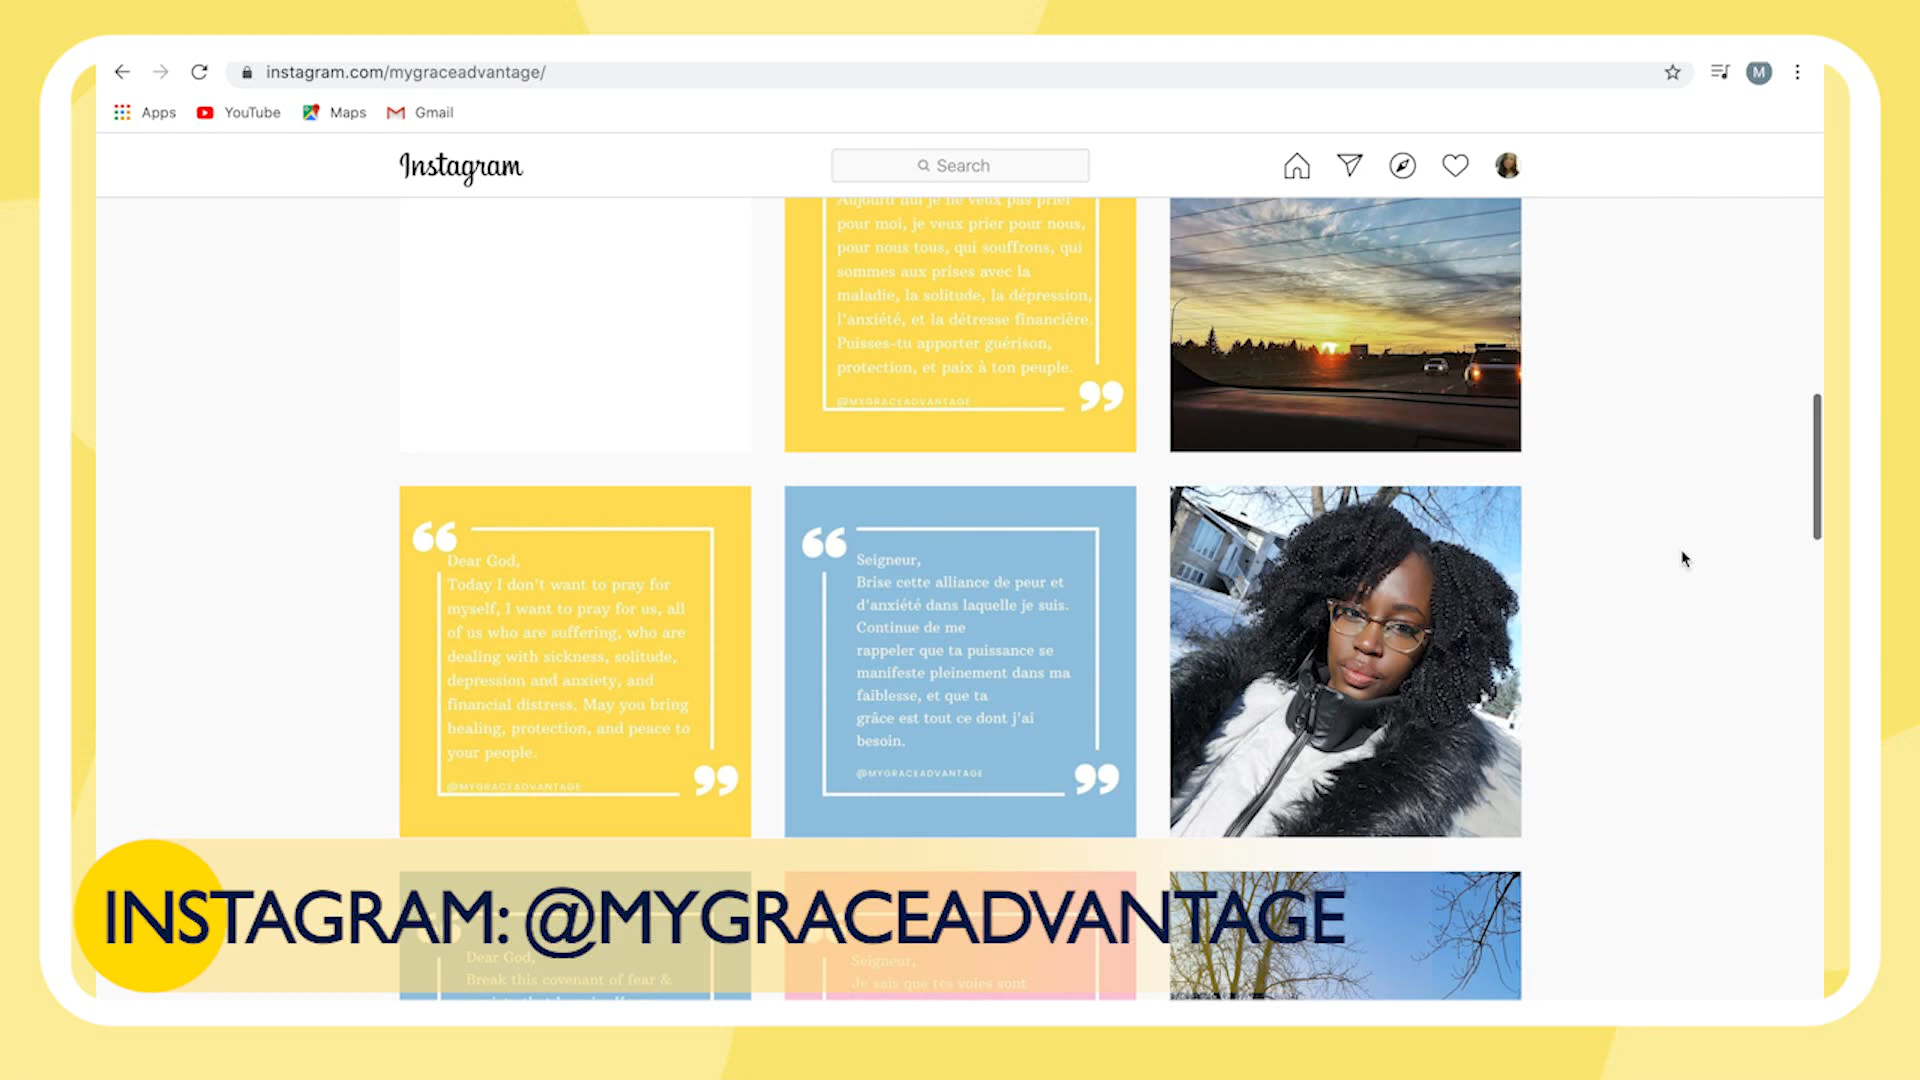 instagram.com/mygraceadvantage/
M
Apps YouTube Maps Gmail
Instagram
Search
Aujourd'hui je ne veux pas prier
pour moi, je veux prier pour nous,
pour nous tous, qui souffrons, qui
sommes aux prises avec la
maladie, la solitude, la dépression,
l'anxiété, et la détresse financière.
Puisses-tu apporter guérison,
protection, et paix à ton peuple.
@MYGRACEADVANTAGE
Dear God,
Today I don't want to pray for
myself, I want to pray for us, all
of us who are suffering, who are
dealing with sickness, solitude,
depression and anxiety, and
financial distress. May you bring
healing, protection, and peace to
your people.
@MYGRACEADVANTAGE
Seigneur,
Brise cette alliance de peur et
d'anxiété dans laquelle je suis.
Continue de me
rappeler que ta puissance se
manifeste pleinement dans ma
faiblesse, et que ta
grâce est tout ce dont j'ai
besoin.
@MYGRACEADVANTAGE
INSTAGRAM: @MYGRACEADVANTAGE
Dear God,
Break this covenant of fear &
Seigneur,
Je sais que tes voies sont